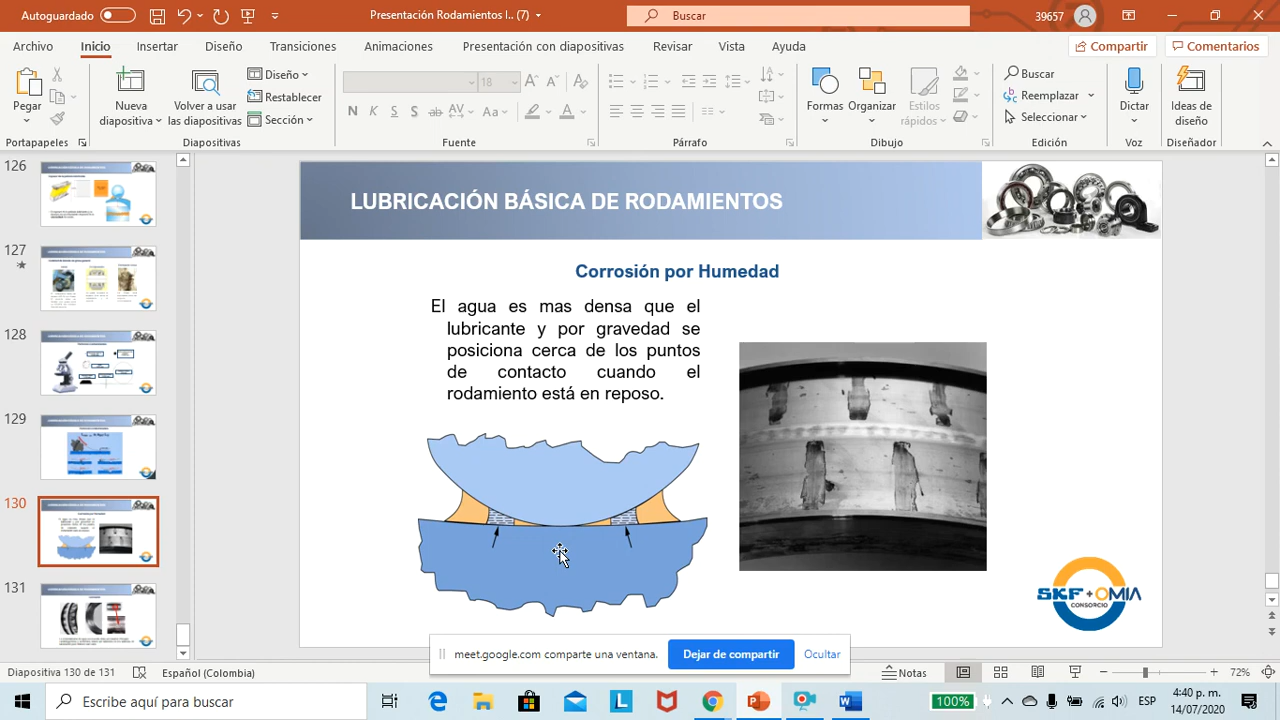 Autoguardado
Presentación Rodamientos I.. (7)
Buscar
39657
Archivo
Inicio
Insertar
Diseño
Transiciones
Animaciones
Presentación con diapositivas
Revisar
Vista
Ayuda
Compartir
Comentarios
Pegar
Nueva diapositiva
Volver a usar las diapositivas
Diseño
Restablecer
Sección
18
N K S S ab AV Aa A
Formas
Organizar
Estilos rápidos
Buscar
Reemplazar
Seleccionar
Dictar
Ideas de diseño
Portapapeles
Diapositivas
Fuente
Párrafo
Dibujo
Edición
Voz
Diseñador
126
127
128
129
130
131
LUBRICACIÓN BÁSICA DE RODAMIENTOS
Corrosión por Humedad
El agua es mas densa que el
lubricante y por gravedad se
posiciona cerca de los puntos
de contacto cuando el
rodamiento está en reposo.
SKF+OMIA
CONSORCIO
meet.google.com comparte una ventana.
Dejar de compartir
Ocultar
Diapositiva 130 de 131
Español (Colombia)
Notas
72%
Escribe aquí para buscar
100%
ESP
4:40 p. m.
14/07/2020